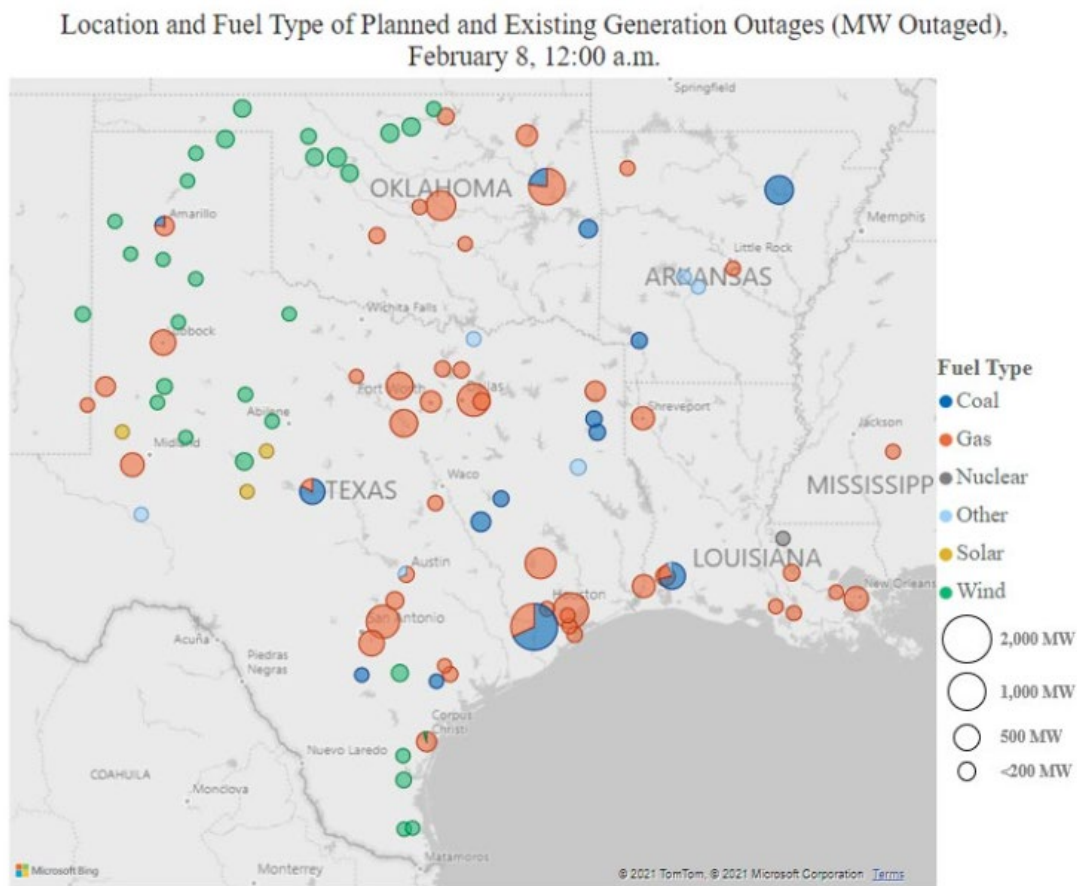 Location and Fuel Type of Planned and Existing Generation Outages (MW Outaged),
February 8, 12:00 a.m.
Springfield
OKLAHOMA
Amarillo
Memphis
Little Rock
ARKANSAS
Wichita Falls
Fort Worth
Dallas
Shreveport
Abilene
Midland
Jackson
Waco
TEXAS
MISSISSIPP
LOUISIANA
Austin
Houston
New Orleans
San Antonio
Acuña
Piedras
Negras
Corpus
Christi
Nuevo Laredo
COAHUILA
Monclova
Matamoros
Monterrey
Microsoft Bing
© 2021 TomTom, © 2021 Microsoft Corporation Terms
Fuel Type
Coal
Gas
Nuclear
Other
Solar
Wind
2,000 MW
1,000 MW
500 MW
<200 MW